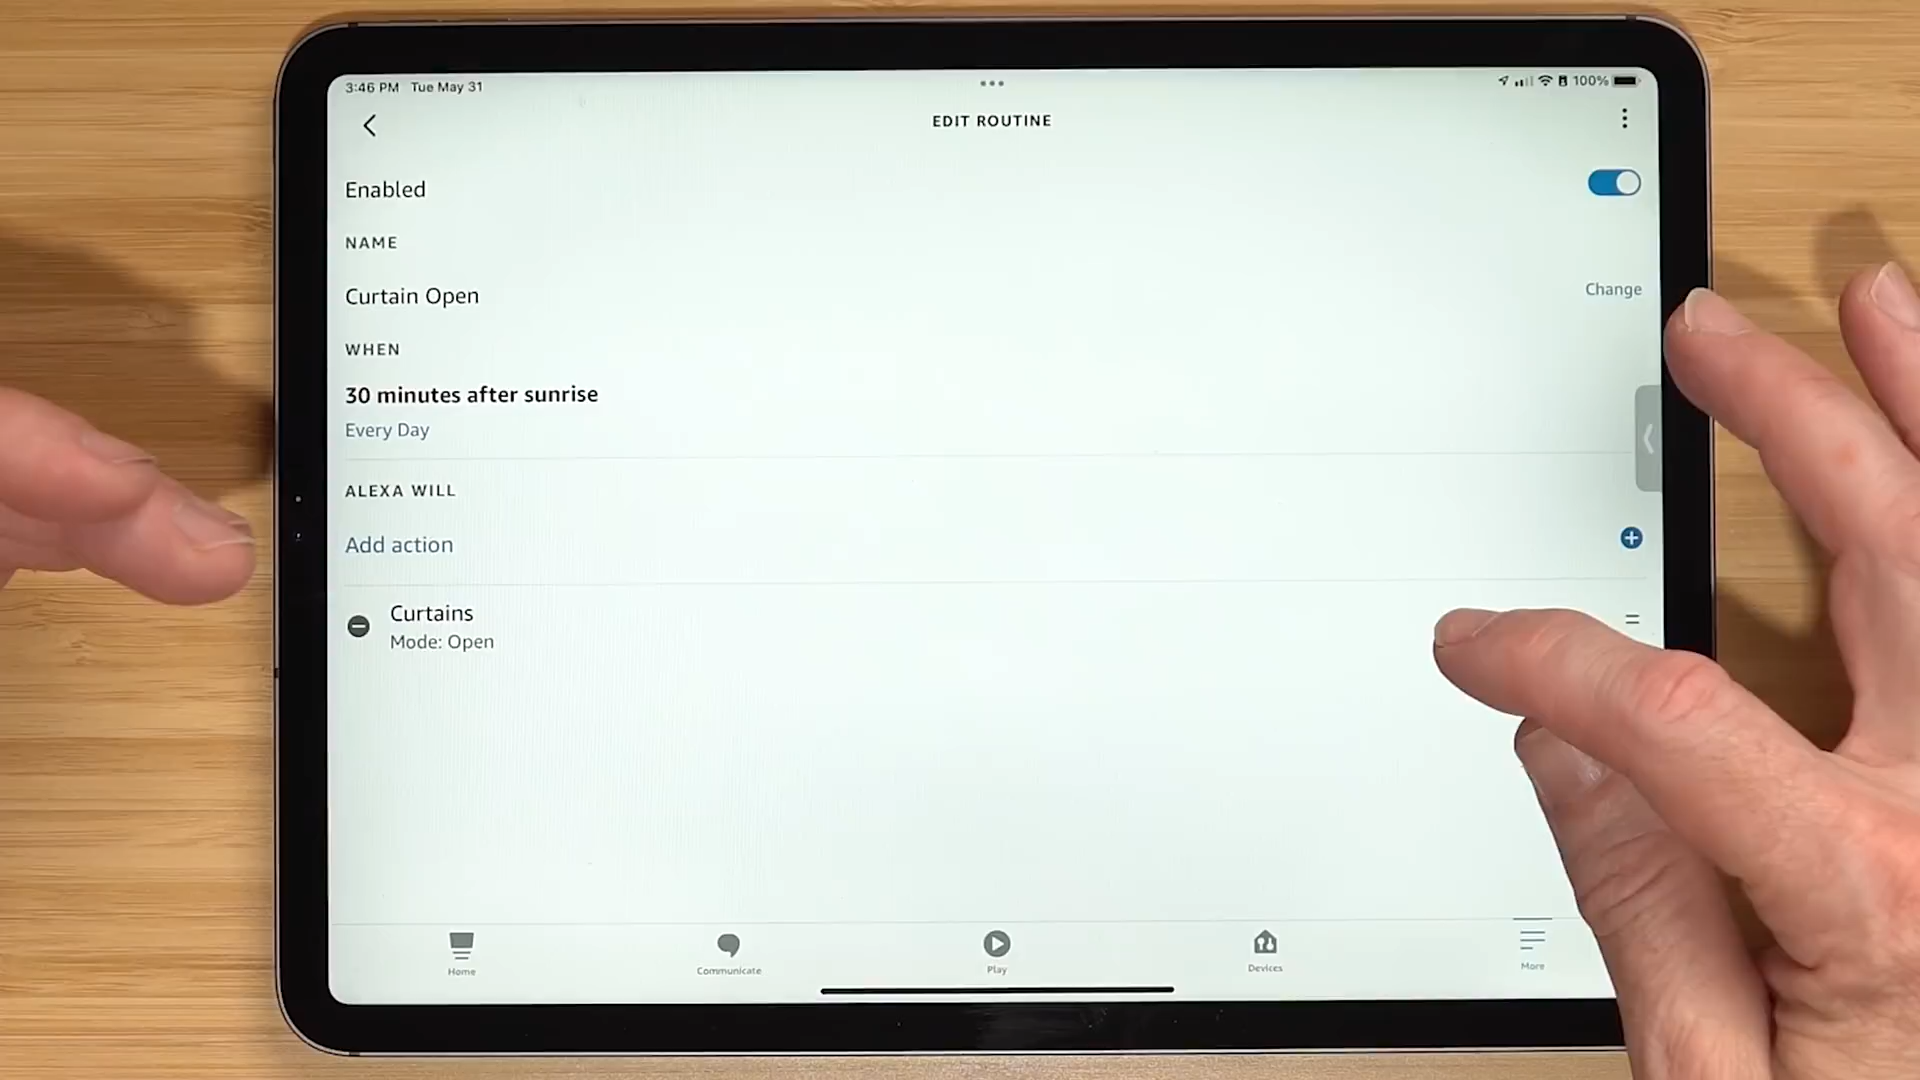 3:46 PM Tue May 31
100%
EDIT ROUTINE
Enabled
NAME
Curtain Open
Change
WHEN
30 minutes after sunrise
Every Day
ALEXA WILL
Add action
Curtains
Mode: Open
Home
Communicate
Play
Devices
More